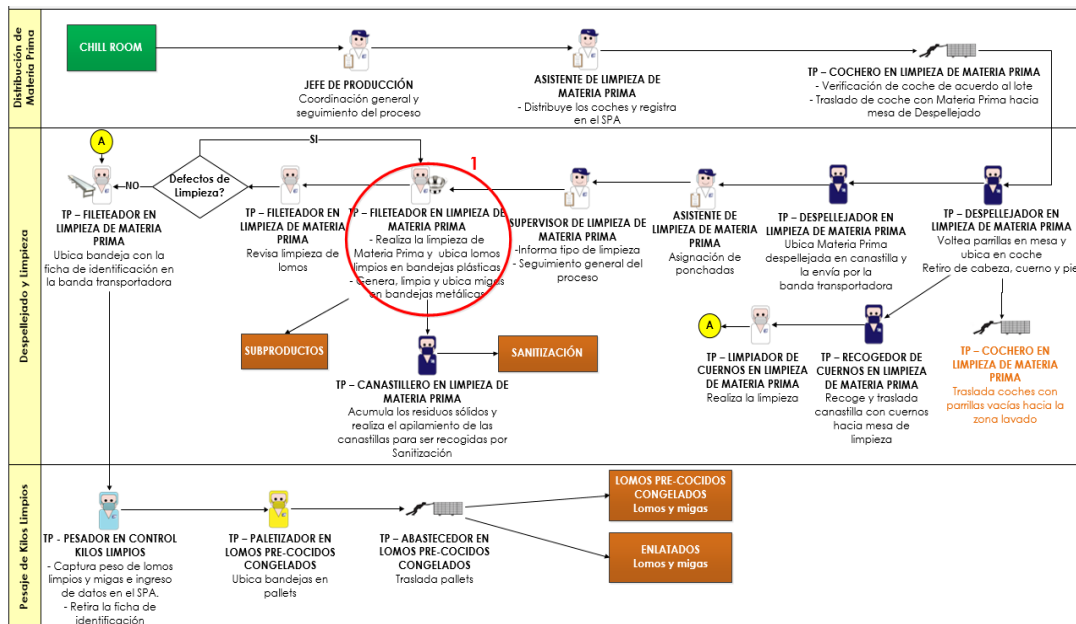 Distribución de
Materia Prima
CHILL ROOM
JEFE DE PRODUCCIÓN
Coordinación general y
seguimiento del proceso
ASISTENTE DE LIMPIEZA DE
MATERIA PRIMA
- Distribuye los coches y registra
en el SPA
TP – COCHERO EN LIMPIEZA DE MATERIA PRIMA
- Verificación de coche de acuerdo al lote
- Traslado de coche con Materia Prima hacia
mesa de Despellejado
Despellejado y Limpieza
A
TP – FILETEADOR EN
LIMPIEZA DE MATERIA
PRIMA
Ubica bandeja con la
ficha de identificación en
la banda transportadora
NO
Defectos de
Limpieza?
SI
TP – FILETEADOR EN
LIMPIEZA DE MATERIA
PRIMA
Revisa limpieza de
lomos
1
TP – FILETEADOR EN LIMPIEZA DE
MATERIA PRIMA
- Realiza la limpieza de
Materia Prima y ubica lomos
limpios en bandejas plásticas
- Genera, limpia y ubica migas
en bandejas metálicas
SUPERVISOR DE LIMPIEZA DE
MATERIA PRIMA
-Informa tipo de limpieza
- Seguimiento general del
proceso
ASISTENTE DE
LIMPIEZA DE MATERIA
PRIMA
Asignación de
ponchadas
TP – DESPELLEJADOR EN
LIMPIEZA DE MATERIA PRIMA
Ubica Materia Prima
despellejada en canastilla y
la envía por la
banda transportadora
TP – DESPELLEJADOR EN
LIMPIEZA DE MATERIA PRIMA
Voltea parrillas en mesa y
ubica en coche
Retiro de cabeza, cuerno y piel
SUBPRODUCTOS
TP – CANASTILLERO EN LIMPIEZA DE
MATERIA PRIMA
Acumula los residuos sólidos y
realiza el apilamiento de las
canastillas para ser recogidas por
Sanitización
SANITIZACIÓN
A
TP – LIMPIADOR DE
CUERNOS EN LIMPIEZA
DE MATERIA PRIMA
Realiza la limpieza
TP – RECOGEDOR DE
CUERNOS EN LIMPIEZA
DE MATERIA PRIMA
Recoge y traslada
canastilla con cuernos
hacia mesa de
limpieza
TP – COCHERO EN
LIMPIEZA DE MATERIA
PRIMA
Traslada coches con
parrillas vacías hacia la
zona lavado
Pesaje de Kilos Limpios
TP - PESADOR EN CONTROL
KILOS LIMPIOS
- Captura peso de lomos
limpios y migas e ingreso
de datos en el SPA.
- Retira la ficha de
identificación
TP – PALETIZADOR EN
LOMOS PRE-COCIDOS
CONGELADOS
Ubica bandejas en
pallets
TP – ABASTECEDOR EN
LOMOS PRE-COCIDOS
CONGELADOS
Traslada pallets
LOMOS PRE-COCIDOS
CONGELADOS
Lomos y migas
ENLATADOS
Lomos y migas